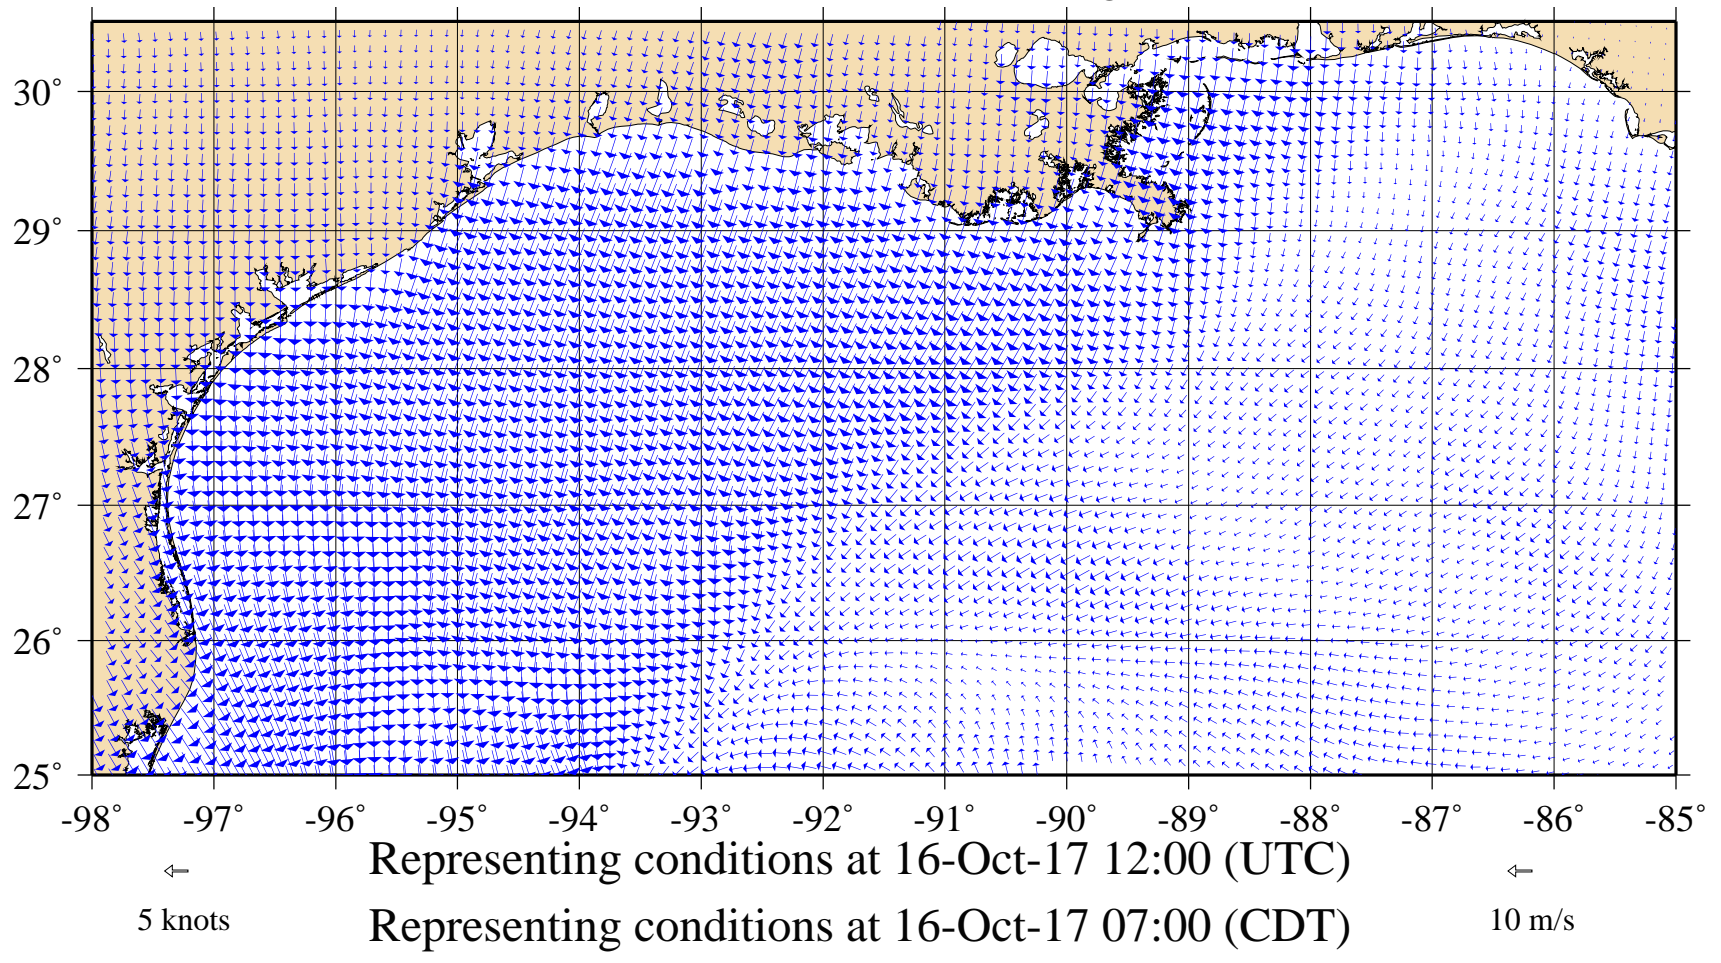 30°
29°
28°
27°
26°
25°
-98° -97° -96° -95° -94° -93° -92° -91° -90° -89° -88° -87° -86° -85°
Representing conditions at 16-Oct-17 12:00 (UTC)
5 knots
Representing conditions at 16-Oct-17 07:00 (CDT)
10 m/s